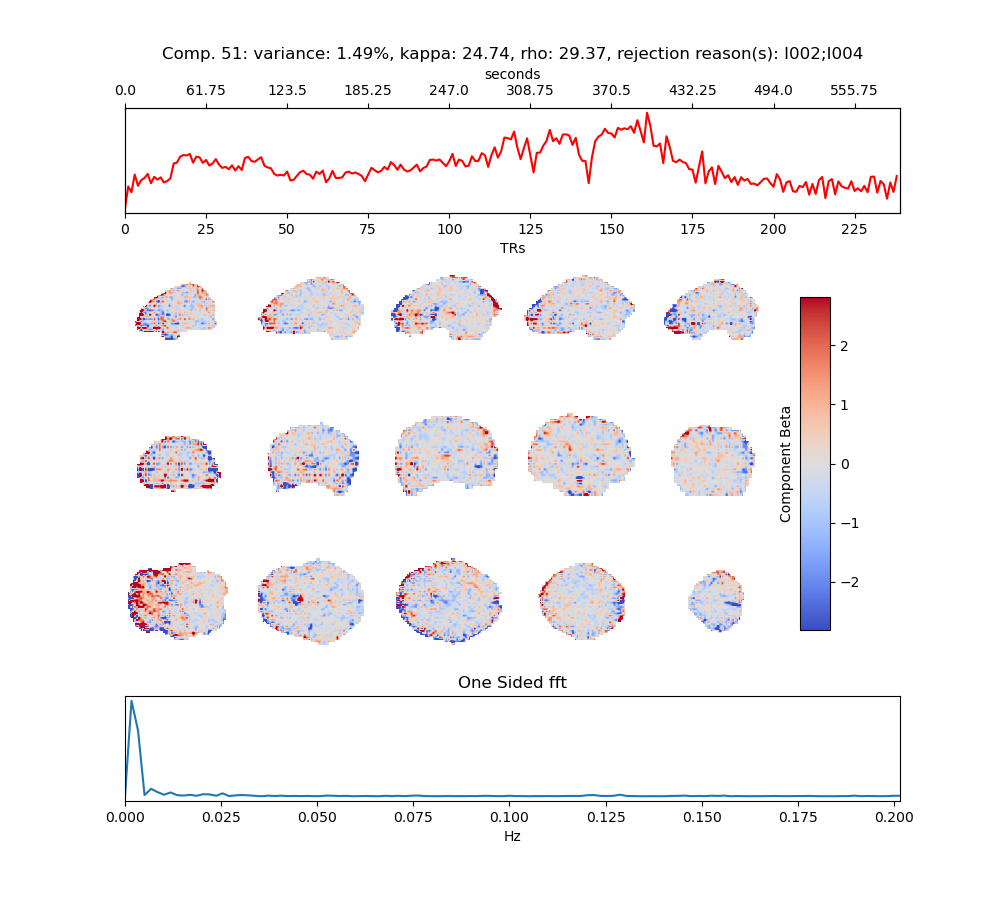 Comp. 51: variance: 1.49%, kappa: 24.74, rho: 29.37, rejection reason(s): I002;I004
seconds
0.0 61.75 123.5 185.25 247.0 308.75 370.5 432.25 494.0 555.75
0 25 50 75 100 125 150 175 200 225
TRs
2
1
0
−1
−2
Component Beta
One Sided fft
0.000 0.025 0.050 0.075 0.100 0.125 0.150 0.175 0.200
Hz